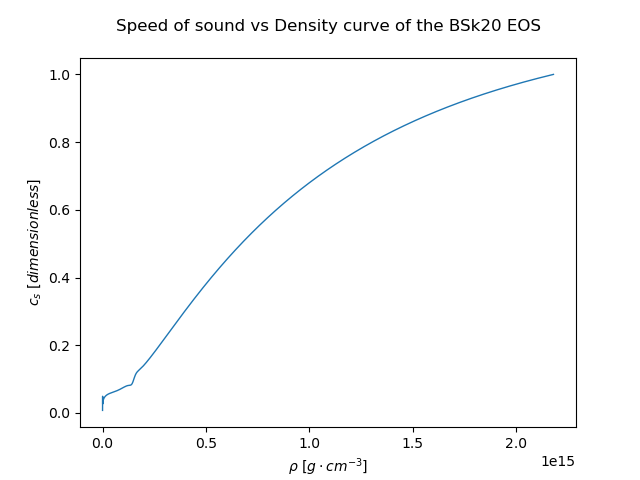 Speed of sound vs Density curve of the BSk20 EOS
1.0
0.8
0.6
0.4
0.2
0.0
c_s [dimensionless]
0.0 0.5 1.0 1.5 2.0
1e15
ρ [g · cm⁻³]